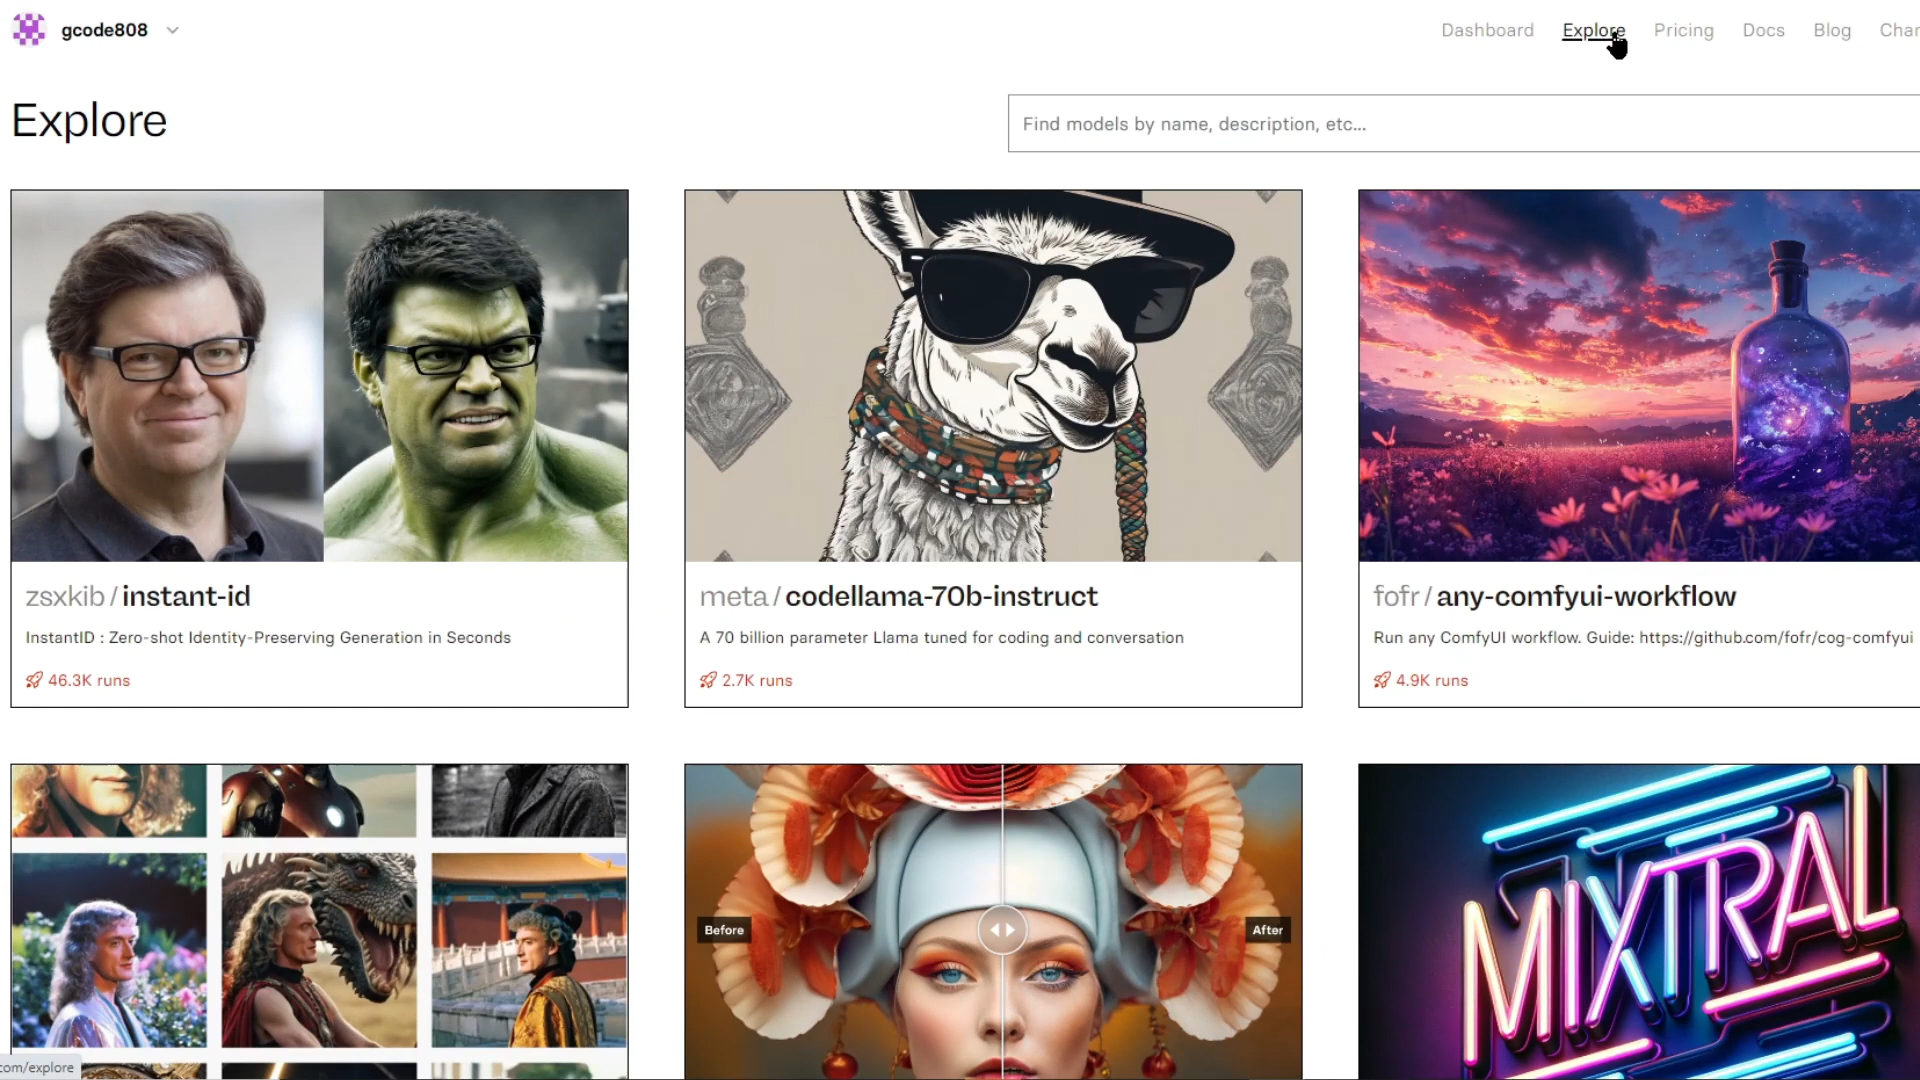 gcode808
Dashboard Explore Pricing Docs Blog Chan
Explore
Find models by name, description, etc...
zsxkib / instant-id
InstantID : Zero-shot Identity-Preserving Generation in Seconds
46.3K runs
meta / codellama-70b-instruct
A 70 billion parameter Llama tuned for coding and conversation
2.7K runs
fofr / any-comfyui-workflow
Run any ComfyUI workflow. Guide: https://github.com/fofr/cog-comfyui
4.9K runs
Before
After
MIXTRAL
com/explore